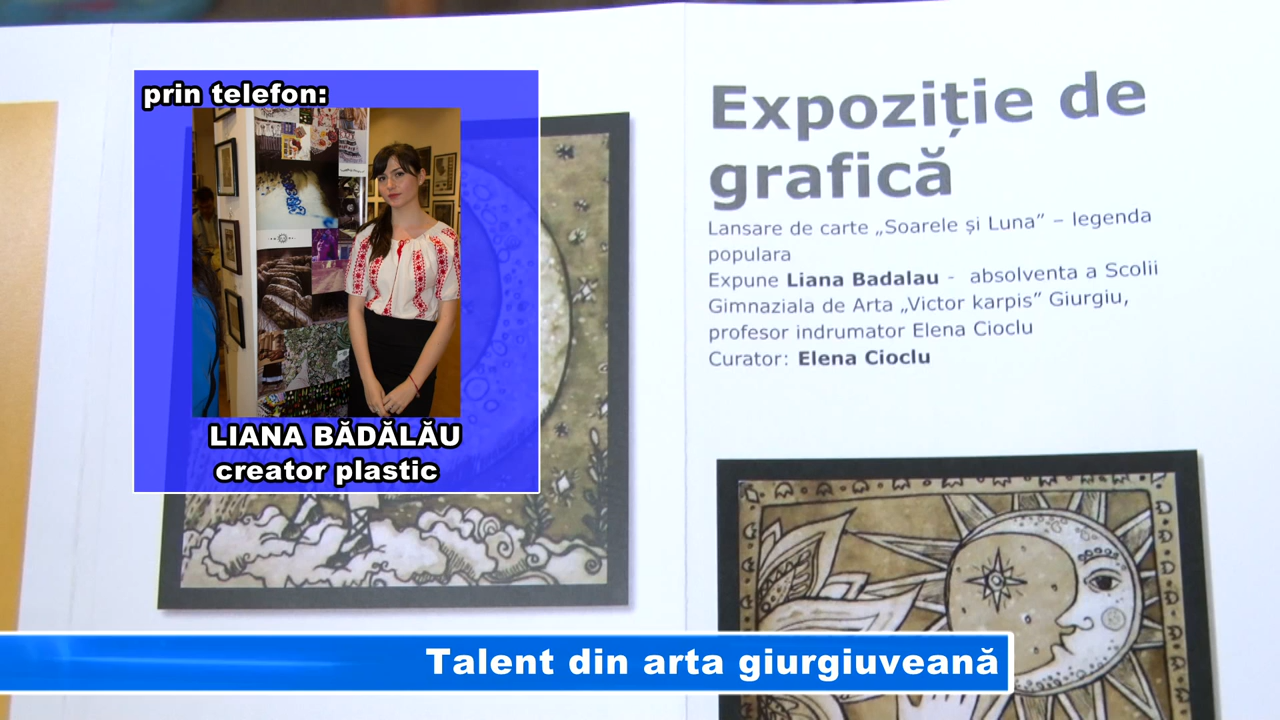 prin telefon:
LIANA BĂDĂLĂU
creator plastic
Expoziție de
grafică
Lansare de carte „Soarele și Luna” – legenda
populara
Expune Liana Badalau - absolventa a Scolii
Gimnaziala de Arta „Victor karpis” Giurgiu,
profesor indrumator Elena Cioclu
Curator: Elena Cioclu
Talent din arta giurgiuveană